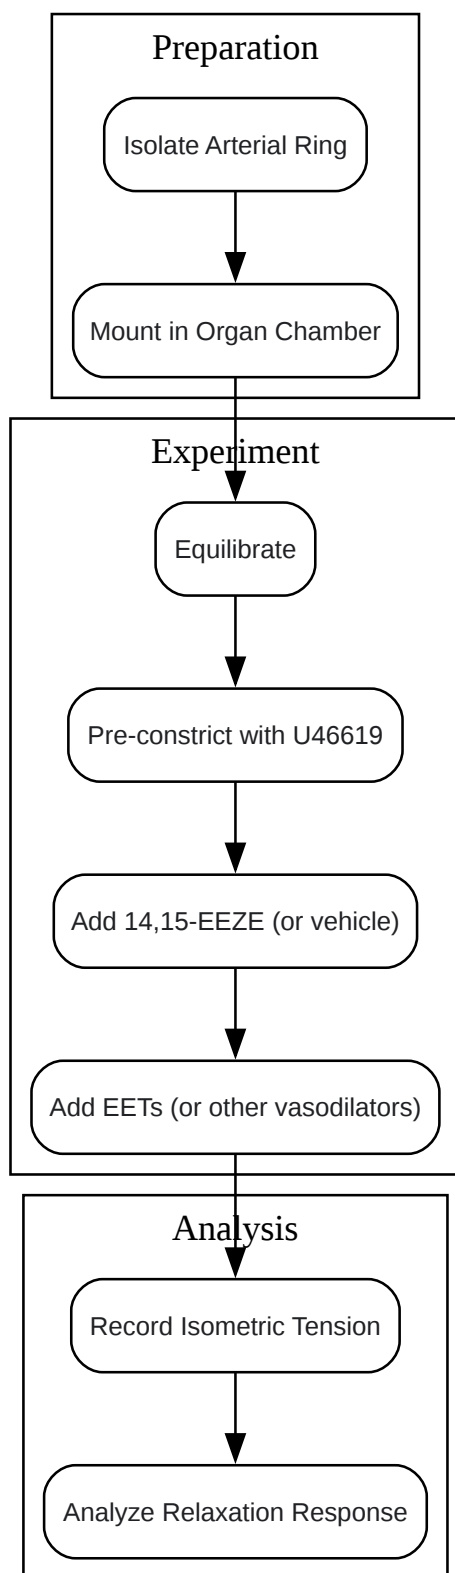 Preparation
Isolate Arterial Ring
Mount in Organ Chamber
Experiment
Equilibrate
Pre-constrict with U46619
Add 14,15-EEZE (or vehicle)
Add EETs (or other vasodilators)
Analysis
Record Isometric Tension
Analyze Relaxation Response